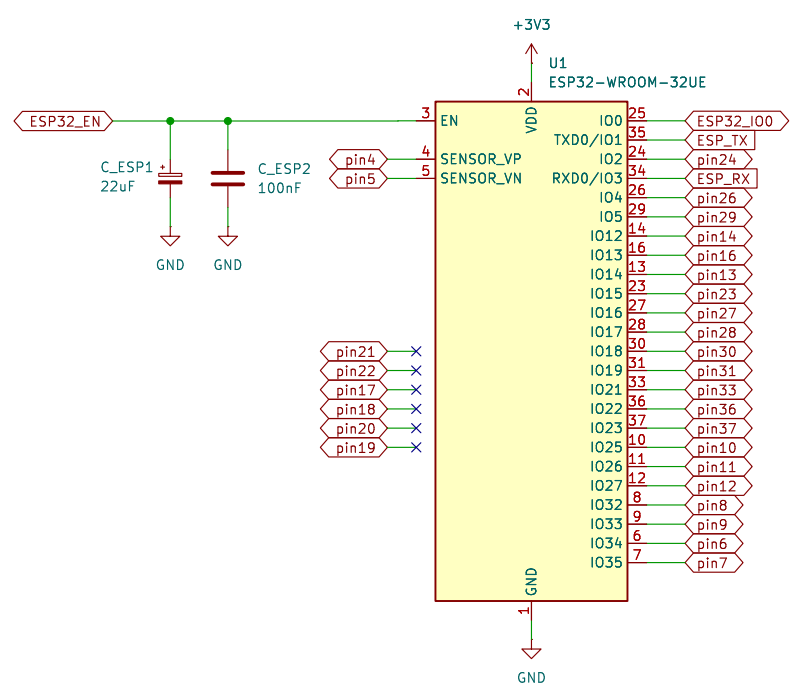 +3V3
U1
ESP32-WROOM-32UE
2
VDD
ESP32_EN
3 EN
IO0 25 ESP32_IO0
TXD0/IO1 35 ESP_TX
pin4 4 SENSOR_VP
IO2 24 pin24
pin5 5 SENSOR_VN
RXD0/IO3 34 ESP_RX
C_ESP1
22uF
+
C_ESP2
100nF
GND
GND
IO4 26 pin26
IO5 29 pin29
IO12 14 pin14
IO13 16 pin16
IO14 13 pin13
IO15 23 pin23
IO16 27 pin27
IO17 28 pin28
pin21
IO18 30 pin30
pin22
IO19 31 pin31
pin17
IO21 33 pin33
pin18
IO22 36 pin36
pin20
IO23 37 pin37
pin19
IO25 10 pin10
IO26 11 pin11
IO27 12 pin12
IO32 8 pin8
IO33 9 pin9
IO34 6 pin6
IO35 7 pin7
GND
1
GND